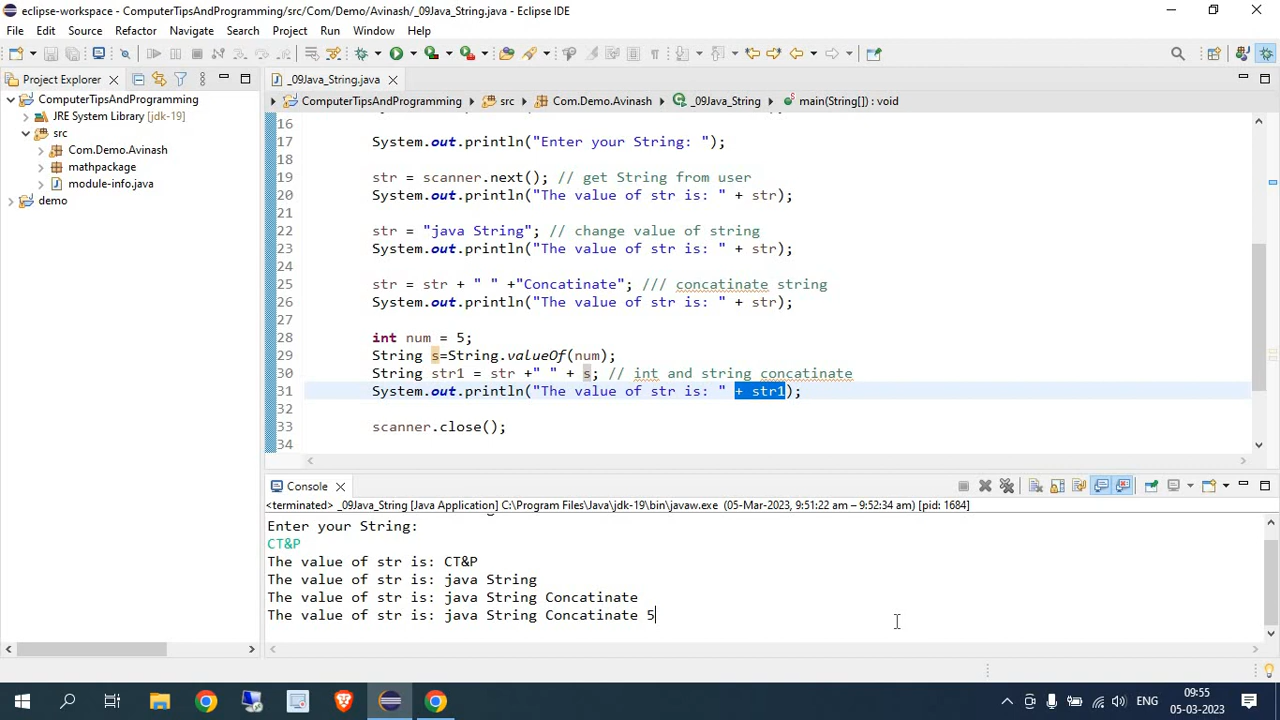 eclipse-workspace - ComputerTipsAndProgramming/src/Com/Demo/Avinash/_09Java_String.java - Eclipse IDE
File Edit Source Refactor Navigate Search Project Run Window Help
Project Explorer
_09Java_String.java
ComputerTipsAndProgramming
JRE System Library [jdk-19]
src
Com.Demo.Avinash
mathpackage
module-info.java
demo
ComputerTipsAndProgramming src Com.Demo.Avinash _09Java_String main(String[]) : void
16
17 System.out.println("Enter your String: ");
18
19 str = scanner.next(); // get String from user
20 System.out.println("The value of str is: " + str);
21
22 str = "java String"; // change value of string
23 System.out.println("The value of str is: " + str);
24
25 str = str + " " +"Concatinate"; /// concatinate string
26 System.out.println("The value of str is: " + str);
27
28 int num = 5;
29 String s=String.valueOf(num);
30 String str1 = str +" " + s; // int and string concatinate
31 System.out.println("The value of str is: " + str1);
32
33 scanner.close();
34
Console
<terminated> _09Java_String [Java Application] C:\Program Files\Java\jdk-19\bin\javaw.exe (05-Mar-2023, 9:51:22 am – 9:52:34 am) [pid: 1684]
Enter your String:
CT&P
The value of str is: CT&P
The value of str is: java String
The value of str is: java String Concatinate
The value of str is: java String Concatinate 5
ENG
09:55
05-03-2023